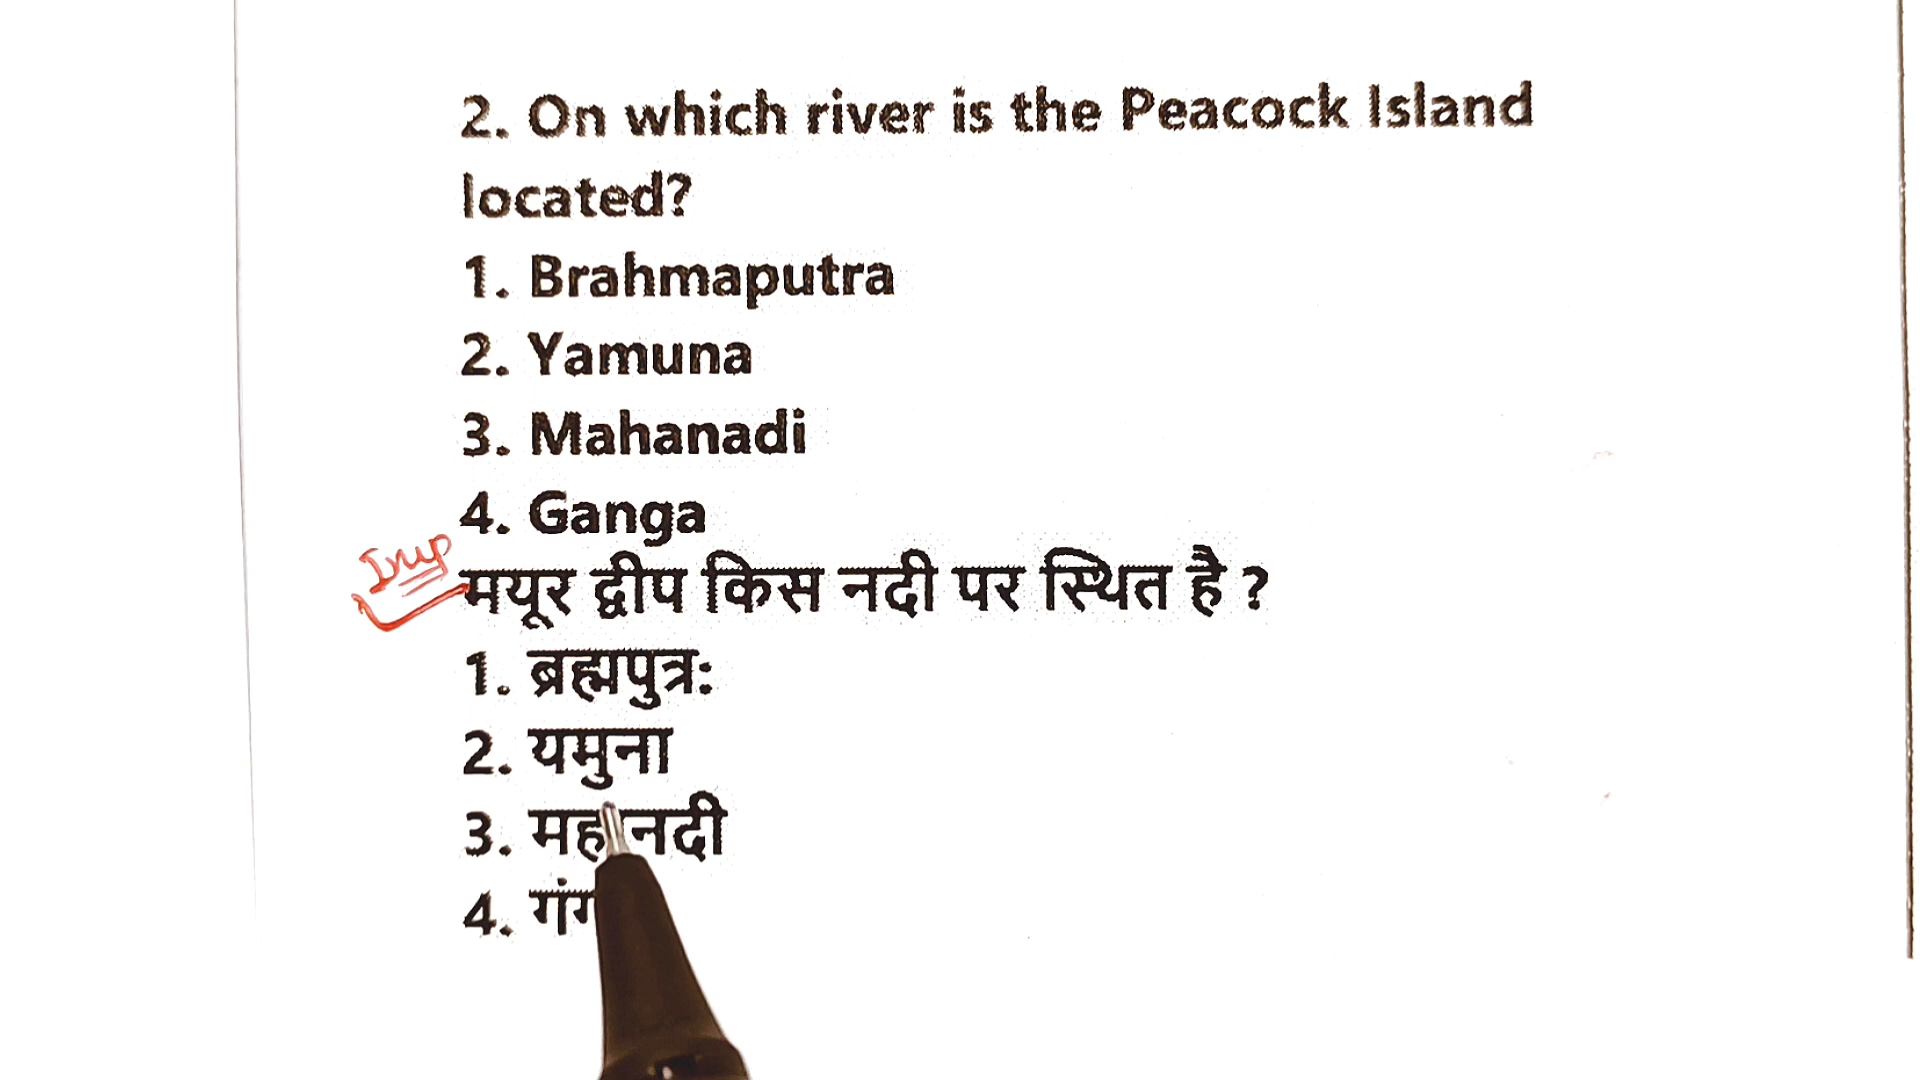 2. On which river is the Peacock Island
located?
1. Brahmaputra
2. Yamuna
3. Mahanadi
4. Ganga
Imp
मयूर द्वीप किस नदी पर स्थित है ?
1. ब्रह्मपुत्र:
2. यमुना
3. महानदी
4.